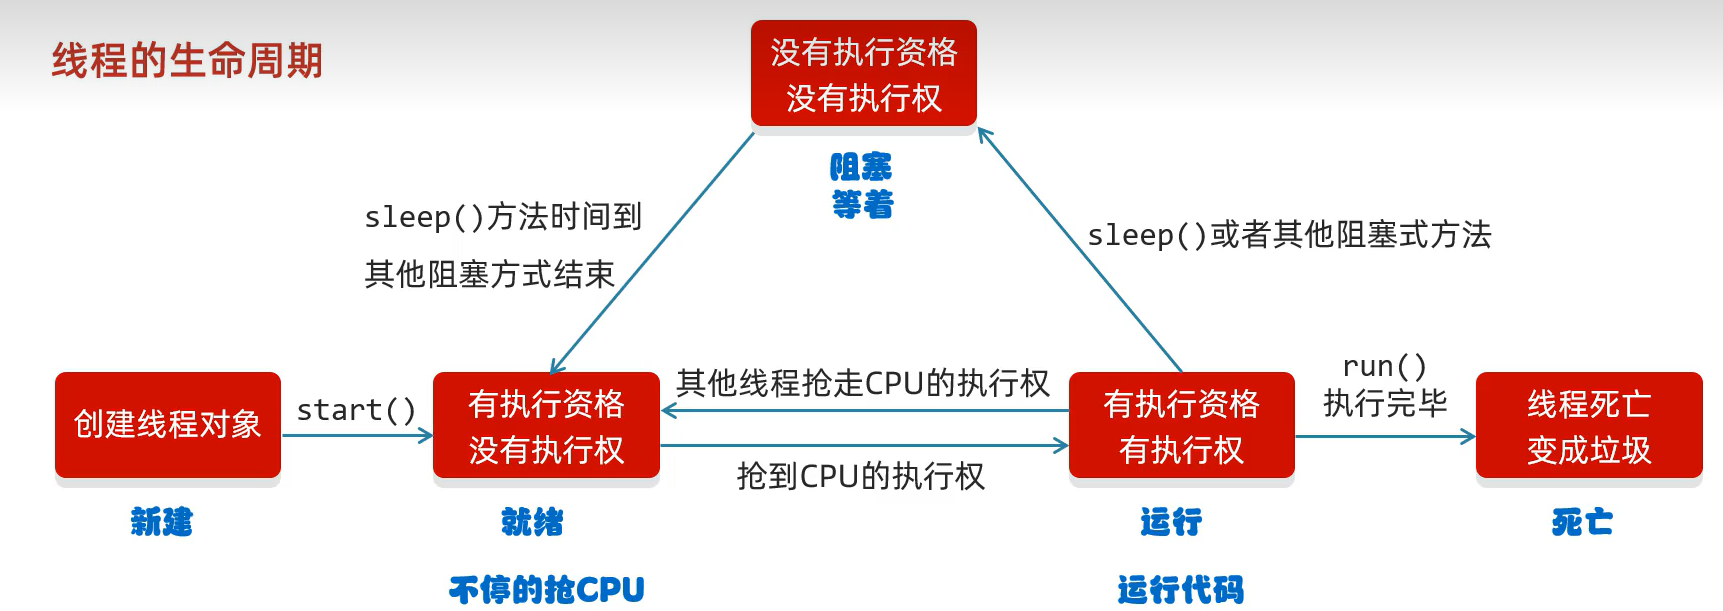 线程的生命周期
没有执行资格
没有执行权
阻塞
等着
sleep()方法时间到
其他阻塞方式结束
sleep()或者其他阻塞式方法
创建线程对象
start()
有执行资格
没有执行权
其他线程抢走CPU的执行权
抢到CPU的执行权
有执行资格
有执行权
run()
执行完毕
线程死亡
变成垃圾
新建
就绪
运行
死亡
不停的抢CPU
运行代码